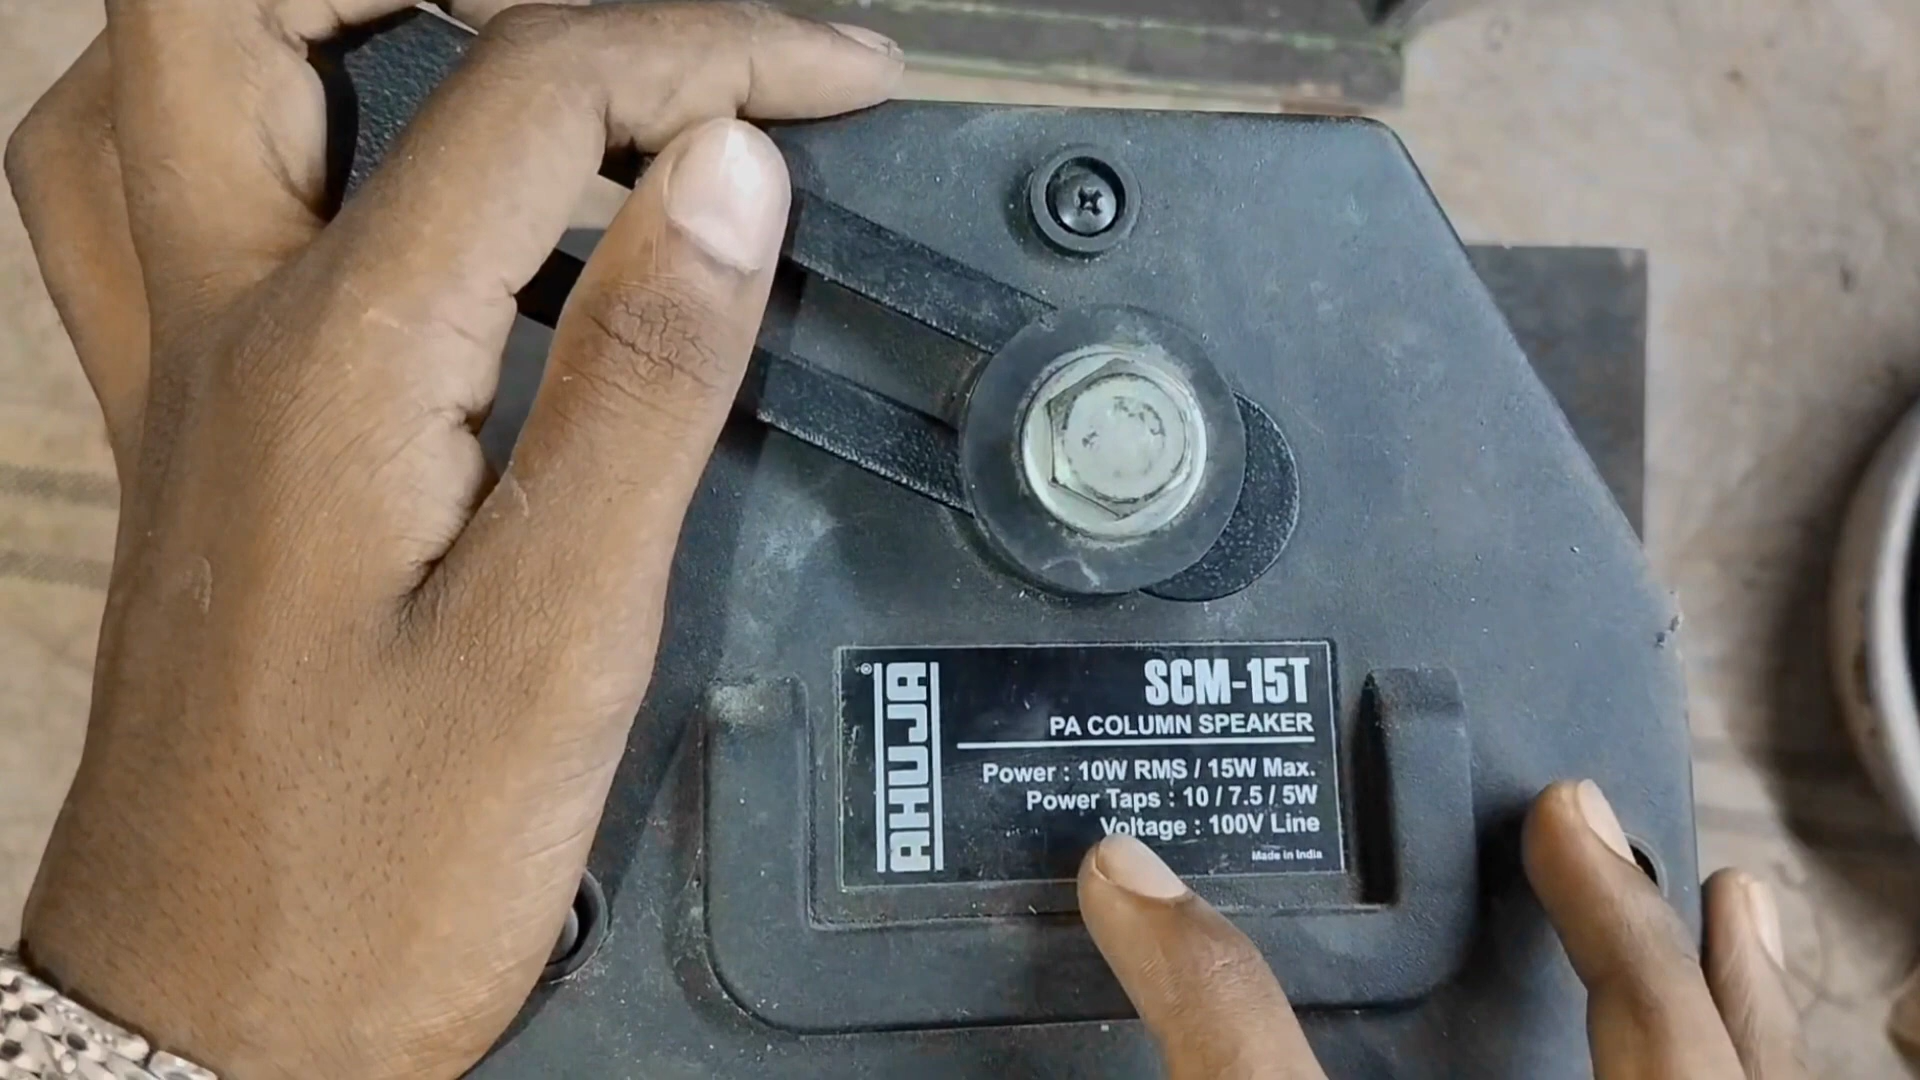 AHUJA®
SCM-15T
PA COLUMN SPEAKER
Power : 10W RMS / 15W Max.
Power Taps : 10 / 7.5 / 5W
Voltage : 100V Line
Made in India